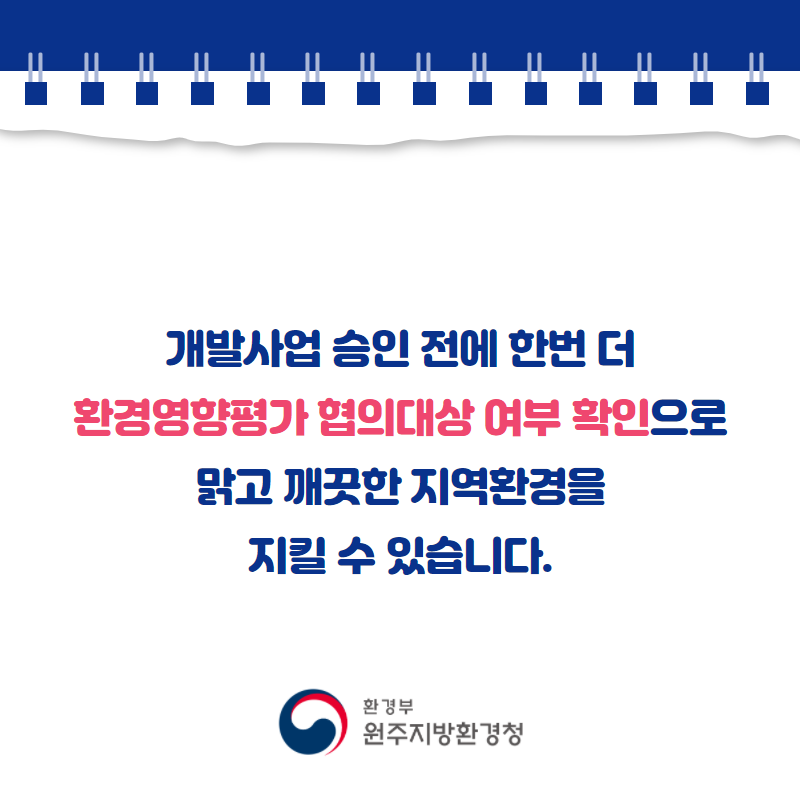 개발사업 승인 전에 한번 더
환경영향평가 협의대상 여부 확인으로
맑고 깨끗한 지역환경을
지킬 수 있습니다.
환경부
원주지방환경청